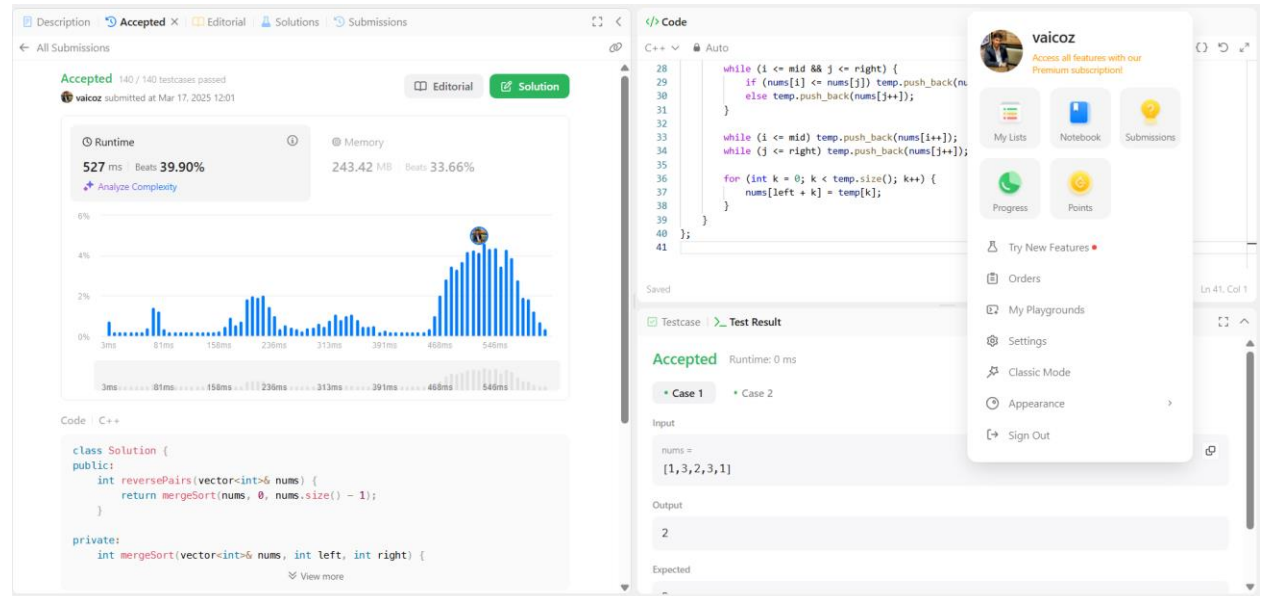 Description
Accepted
Editorial
Solutions
Submissions
All Submissions
Accepted 140 / 140 testcases passed
vaicoz submitted at Mar 17, 2025 12:01
Editorial
Solution
Runtime
527 ms Beats 39.90%
Analyze Complexity
Memory
243.42 MB Beats 33.66%
6%
4%
2%
0%
3ms 81ms 158ms 236ms 313ms 391ms 468ms 546ms
3ms 81ms 158ms 236ms 313ms 391ms 468ms 546ms
Code C++
class Solution {
public:
int reversePairs(vector<int>& nums) {
return mergeSort(nums, 0, nums.size() - 1);
}
private:
int mergeSort(vector<int>& nums, int left, int right) {
View more
</> Code
C++ Auto
28 while (i <= mid && j <= right) {
29 if (nums[i] <= nums[j]) temp.push_back(nu
30 else temp.push_back(nums[j++]);
31 }
32
33 while (i <= mid) temp.push_back(nums[i++]);
34 while (j <= right) temp.push_back(nums[j++]);
35
36 for (int k = 0; k < temp.size(); k++) {
37 nums[left + k] = temp[k];
38 }
39 }
40 };
41
Saved
Ln 41, Col 1
Testcase >_ Test Result
Accepted Runtime: 0 ms
Case 1 Case 2
Input
nums =
[1,3,2,3,1]
Output
2
Expected
vaicoz
Access all features with our
Premium subscription!
My Lists
Notebook
Submissions
Progress
Points
Try New Features
Orders
My Playgrounds
Settings
Classic Mode
Appearance
Sign Out